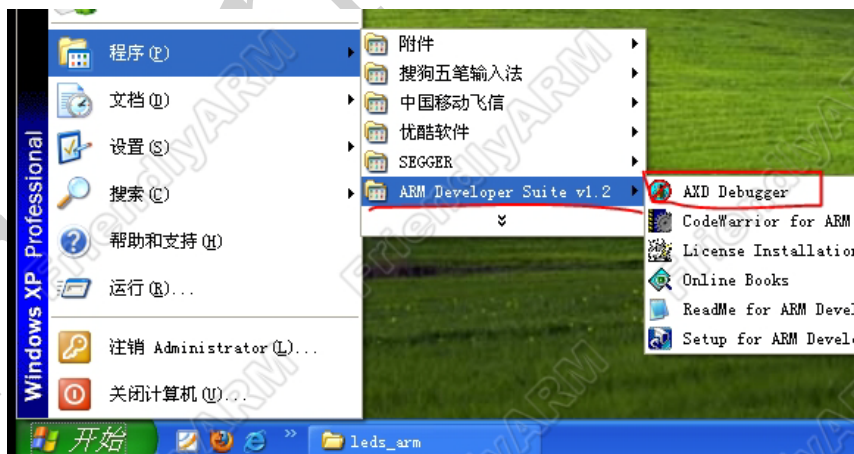 程序(P)
文档(D)
设置(S)
搜索(C)
帮助和支持(H)
运行(R)...
注销 Administrator(L)...
关闭计算机(U)...
Windows XP Professional
附件
搜狗五笔输入法
中国移动飞信
优酷软件
SEGGER
ARM Developer Suite v1.2
AXD Debugger
CodeWarrior for ARM
License Installation
Online Books
ReadMe for ARM Devel
Setup for ARM Develo
开始
leds_arm
FriendlyARM
FriendlyARM
FriendlyARM